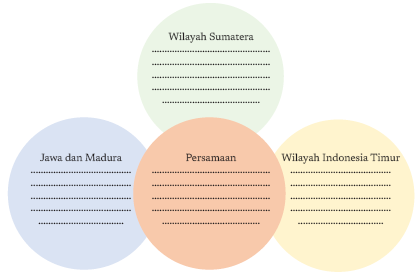 Wilayah Sumatera
Jawa dan Madura
Persamaan
Wilayah Indonesia Timur